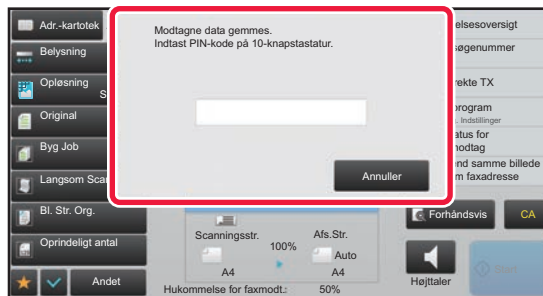 Adr.-kartotek
Belysning
Opløsning
S
Original
Byg Job
Langsom Scan
Bl. Str. Org.
Oprindeligt antal
Andet
Modtagne data gemmes.
Indtast PIN-kode på 10-knapstastatur.
Annuller
Scanningsstr.
100%
Afs.Str.
Auto
A4
A4
Hukommelse for faxmodt.: 50%
elsesoversigt
søgenummer
ekte TX
program
. Indstillinger
atus for
modtag
nd samme billede
m faxadresse
Forhåndsvis
CA
Højttaler
Start